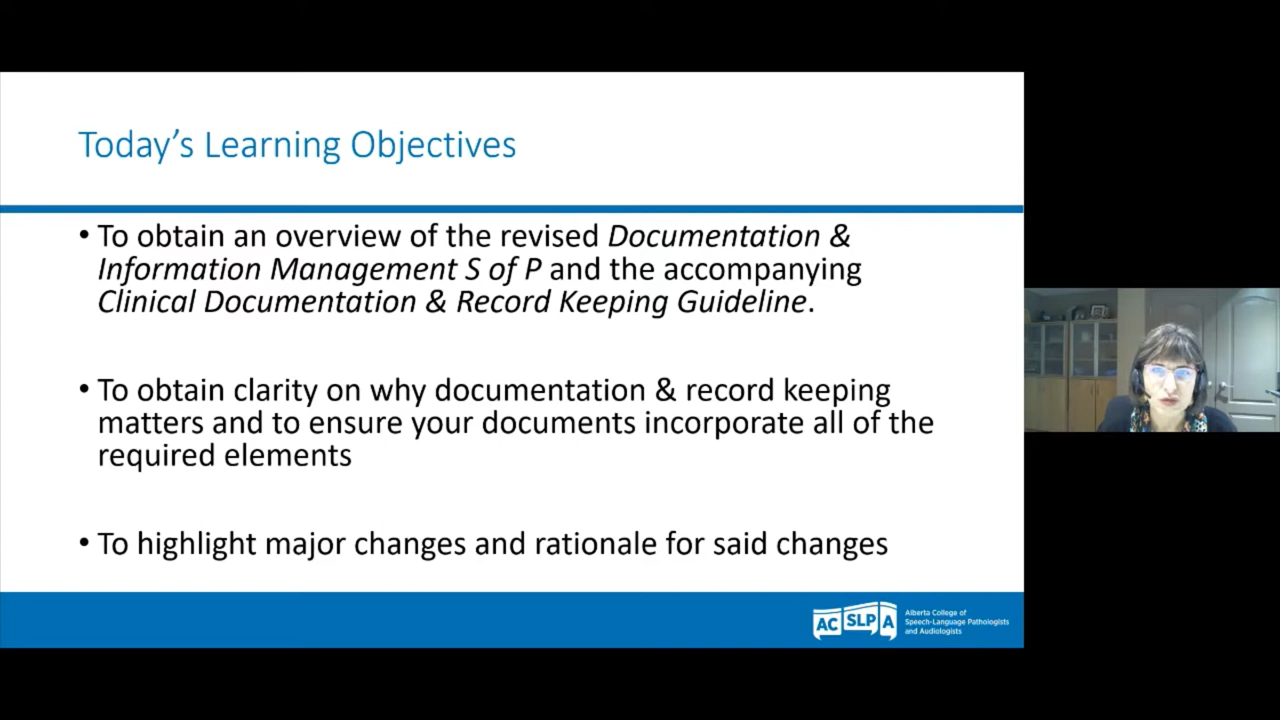 Today's Learning Objectives
• To obtain an overview of the revised Documentation &
Information Management S of P and the accompanying
Clinical Documentation & Record Keeping Guideline.
• To obtain clarity on why documentation & record keeping
matters and to ensure your documents incorporate all of the
required elements
• To highlight major changes and rationale for said changes
AC SLP A
Alberta College of
Speech-Language Pathologists
and Audiologists